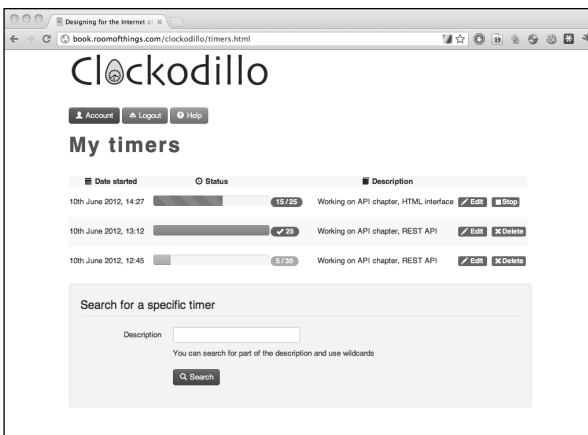 Designing for the Internet of
book.roomofthings.com/clockodillo/timers.html
Clockodillo
Account Logout Help
My timers
Date started Status Description
10th June 2012, 14:27 15/25 Working on API chapter, HTML interface Edit Stop
10th June 2012, 13:12 25 Working on API chapter, REST API Edit Delete
10th June 2012, 12:45 5/30 Working on API chapter, REST API Edit Delete
Search for a specific timer
Description
You can search for part of the description and use wildcards
Search